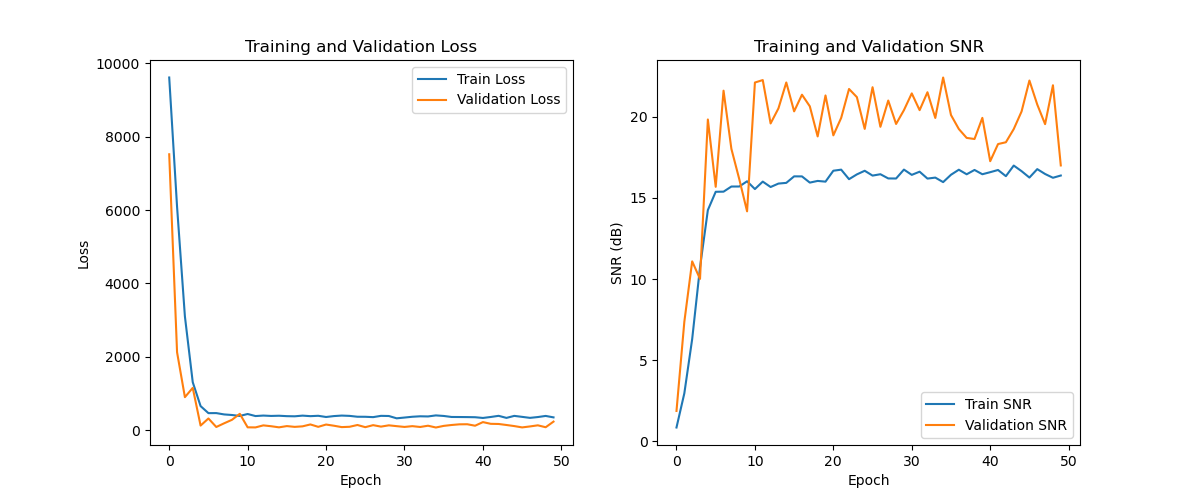 Training and Validation Loss
10000
8000
6000
4000
2000
0
Loss
0 10 20 30 40 50
Epoch
Train Loss
Validation Loss
Training and Validation SNR
20
15
10
5
0
SNR (dB)
0 10 20 30 40 50
Epoch
Train SNR
Validation SNR